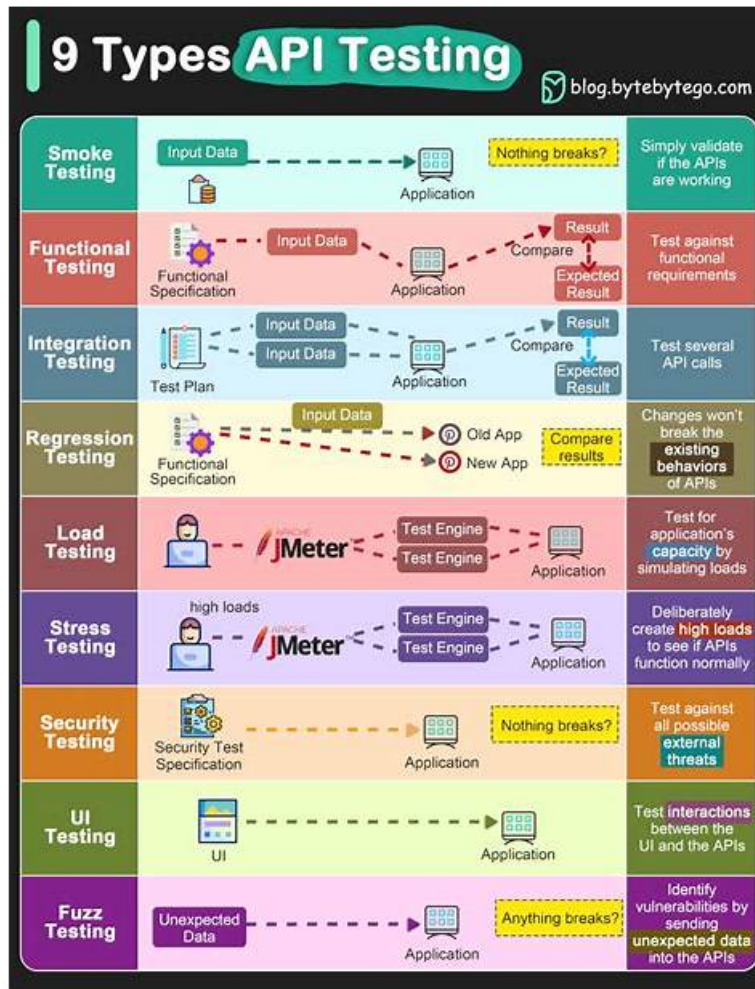 9 Types API Testing
blog.bytebytego.com
Smoke
Testing
Input Data
Application
Nothing breaks?
Simply validate
if the APIs
are working
Functional
Testing
Functional
Specification
Input Data
Application
Compare
Result
Expected
Result
Test against
functional
requirements
Integration
Testing
Test Plan
Input Data
Input Data
Application
Compare
Result
Expected
Result
Test several
API calls
Regression
Testing
Functional
Specification
Input Data
Old App
New App
Compare
results
Changes won't
break the
existing
behaviors
of APIs
Load
Testing
APACHE
JMeter
Test Engine
Test Engine
Application
Test for
application's
capacity by
simulating loads
Stress
Testing
high loads
APACHE
JMeter
Test Engine
Test Engine
Application
Deliberately
create high loads
to see if APIs
function normally
Security
Testing
Security Test
Specification
Application
Nothing breaks?
Test against
all possible
external
threats
UI
Testing
UI
Application
Test interactions
between the
UI and the APIs
Fuzz
Testing
Unexpected
Data
Application
Anything breaks?
Identify
vulnerabilities by
sending
unexpected data
into the APIs